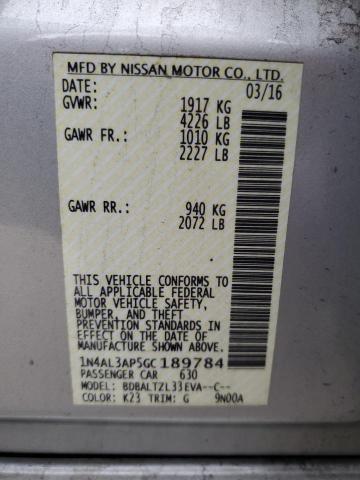 MFD BY NISSAN MOTOR CO., LTD.
DATE: 03/16
GVWR: 1917 KG
4226 LB
GAWR FR.: 1010 KG
2227 LB
GAWR RR.: 940 KG
2072 LB
THIS VEHICLE CONFORMS TO
ALL APPLICABLE FEDERAL
MOTOR VEHICLE SAFETY,
BUMPER, AND THEFT
PREVENTION STANDARDS IN
EFFECT ON THE DATE OF
MANUFACTURE SHOWN ABOVE.
1N4AL3AP5GC189784
PASSENGER CAR 630
MODEL: BDBALTZL33EVA--C--
COLOR: K23 TRIM: G 9N00A